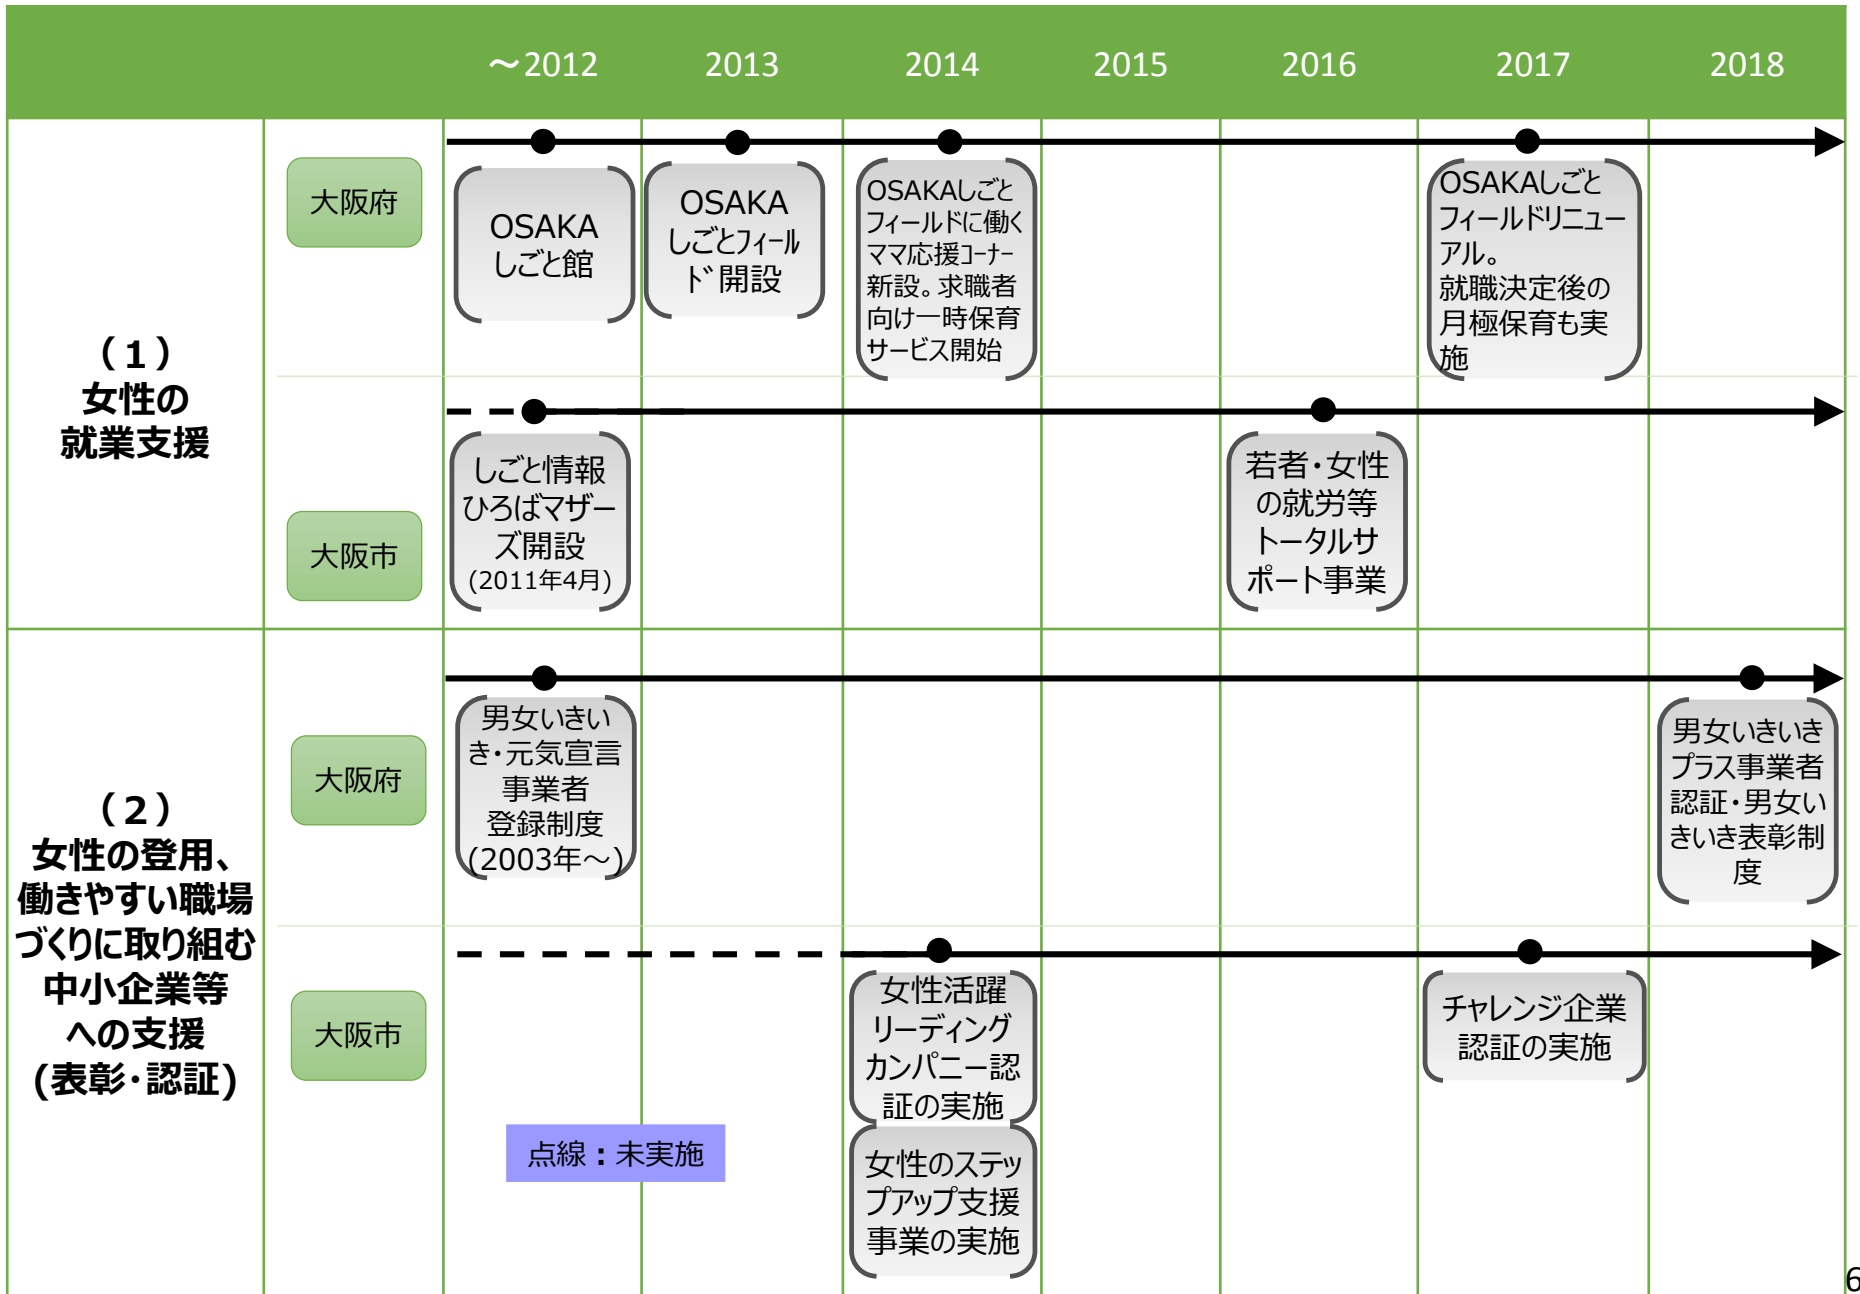 ～2012 2013 2014 2015 2016 2017 2018
（１）
女性の
就業支援
大阪府
OSAKA
しごと館
OSAKA
しごとフィール
ド開設
OSAKAしごと
フィールドに働く
ママ応援コーナー
新設。求職者
向け一時保育
サービス開始
OSAKAしごと
フィールドリニュー
アル。
就職決定後の
月極保育も実
施
大阪市
しごと情報
ひろばマザー
ズ開設
(2011年4月)
若者・女性
の就労等
トータルサ
ポート事業
（２）
女性の登用、
働きやすい職場
づくりに取り組む
中小企業等
への支援
(表彰・認証)
大阪府
男女いきい
き・元気宣言
事業者
登録制度
(2003年～)
男女いきいき
プラス事業者
認証・男女い
きいき表彰制
度
大阪市
女性活躍
リーディング
カンパニー認
証の実施
女性のステッ
プアップ支援
事業の実施
チャレンジ企業
認証の実施
点線：未実施
6